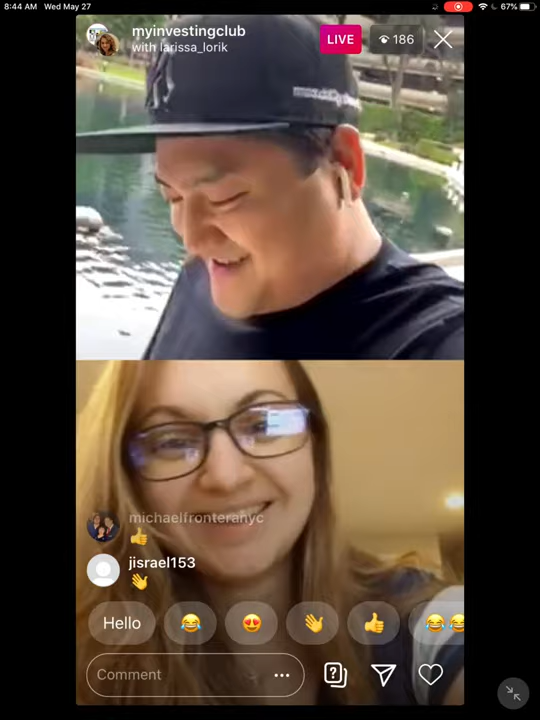 8:44 AM Wed May 27
67%
myinvestingclub
with larissa_lorik
LIVE
186
michaelfronteranyc
👍
jisrael153
👋
Hello 😂 😍 👋 👍 😂😂
Comment